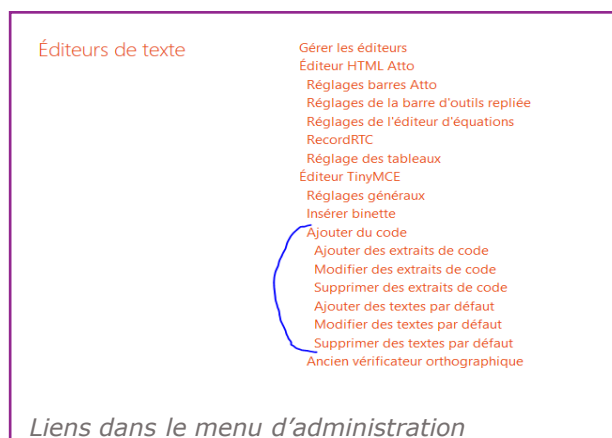 Éditeurs de texte
Gérer les éditeurs
Éditeur HTML Atto
Réglages barres Atto
Réglages de la barre d'outils repliée
Réglages de l'éditeur d'équations
RecordRTC
Réglage des tableaux
Éditeur TinyMCE
Réglages généraux
Insérer binette
Ajouter du code
Ajouter des extraits de code
Modifier des extraits de code
Supprimer des extraits de code
Ajouter des textes par défaut
Modifier des textes par défaut
Supprimer des textes par défaut
Ancien vérificateur orthographique
Liens dans le menu d’administration